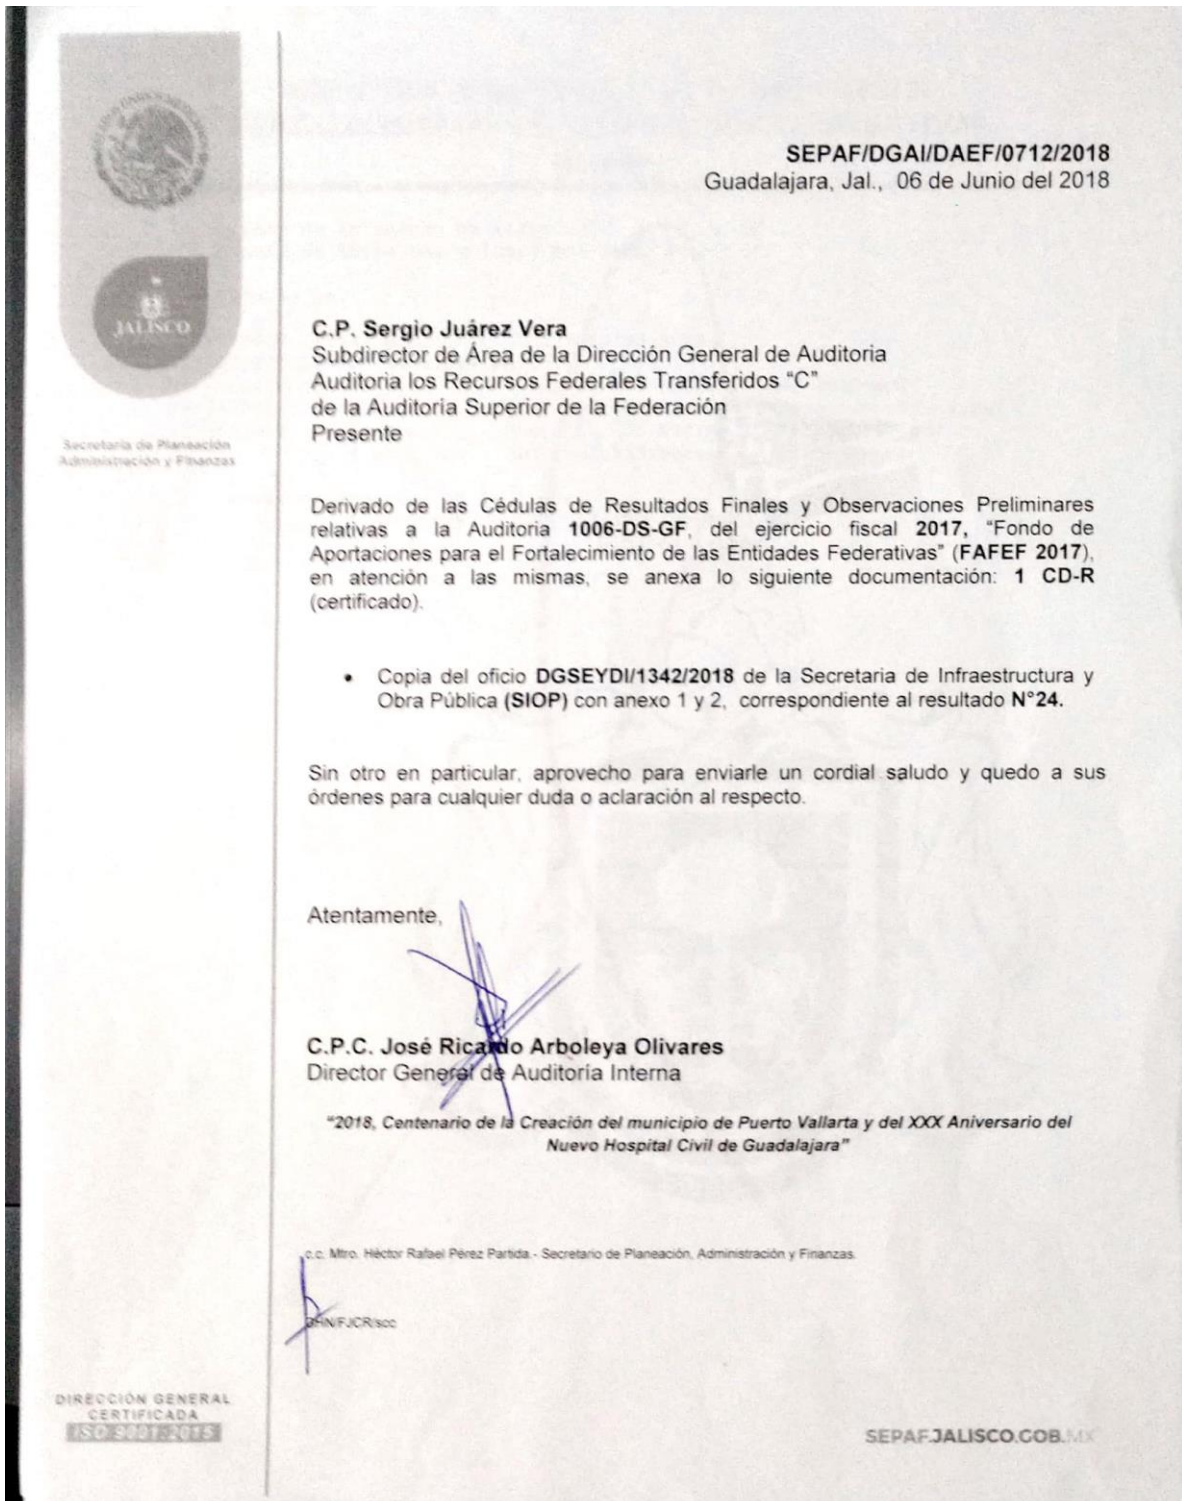 SEPAF/DGAI/DAEF/0712/2018
Guadalajara, Jal., 06 de Junio del 2018
JALISCO
Secretaría de Planeación
Administración y Finanzas
C.P. Sergio Juárez Vera
Subdirector de Área de la Dirección General de Auditoria
Auditoria los Recursos Federales Transferidos “C”
de la Auditoría Superior de la Federación
Presente
Derivado de las Cédulas de Resultados Finales y Observaciones Preliminares
relativas a la Auditoria 1006-DS-GF, del ejercicio fiscal 2017, “Fondo de
Aportaciones para el Fortalecimiento de las Entidades Federativas” (FAFEF 2017),
en atención a las mismas, se anexa lo siguiente documentación: 1 CD-R
(certificado).
• Copia del oficio DGSEYDI/1342/2018 de la Secretaria de Infraestructura y
Obra Pública (SIOP) con anexo 1 y 2, correspondiente al resultado N°24.
Sin otro en particular, aprovecho para enviarle un cordial saludo y quedo a sus
órdenes para cualquier duda o aclaración al respecto.
Atentamente,
C.P.C. José Ricardo Arboleya Olivares
Director General de Auditoría Interna
“2018, Centenario de la Creación del municipio de Puerto Vallarta y del XXX Aniversario del
Nuevo Hospital Civil de Guadalajara”
c.c. Mtro. Héctor Rafael Pérez Partida.- Secretario de Planeación, Administración y Finanzas.
DIRECCIÓN GENERAL
CERTIFICADA
ISO 9001:2015
SEPAF.JALISCO.GOB.MX